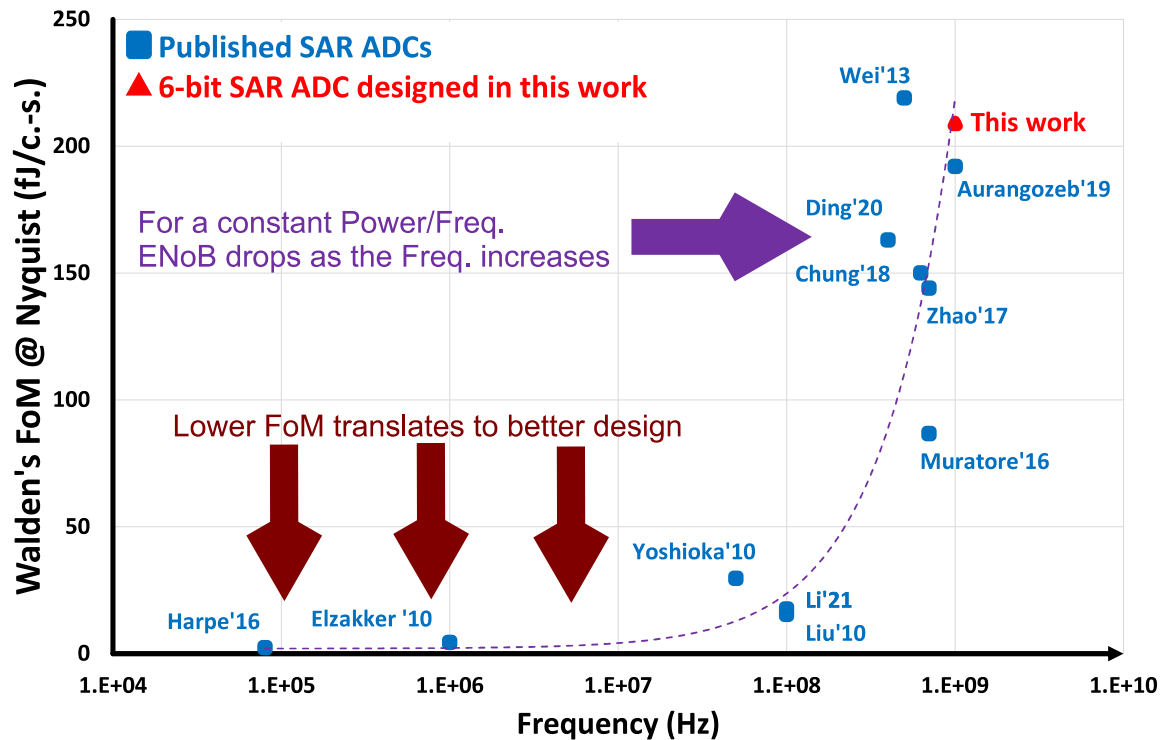 250
Published SAR ADCs
6-bit SAR ADC designed in this work
Wei'13
This work
200
Aurangozeb'19
Ding'20
For a constant Power/Freq.
ENoB drops as the Freq. increases
150
Chung'18
Zhao'17
Walden's FoM @ Nyquist (fJ/c.-s.)
100
Lower FoM translates to better design
Muratore'16
50
Yoshioka'10
Li'21
Liu'10
Harpe'16
Elzakker '10
0
1.E+04
1.E+05
1.E+06
1.E+07
1.E+08
1.E+09
1.E+10
Frequency (Hz)